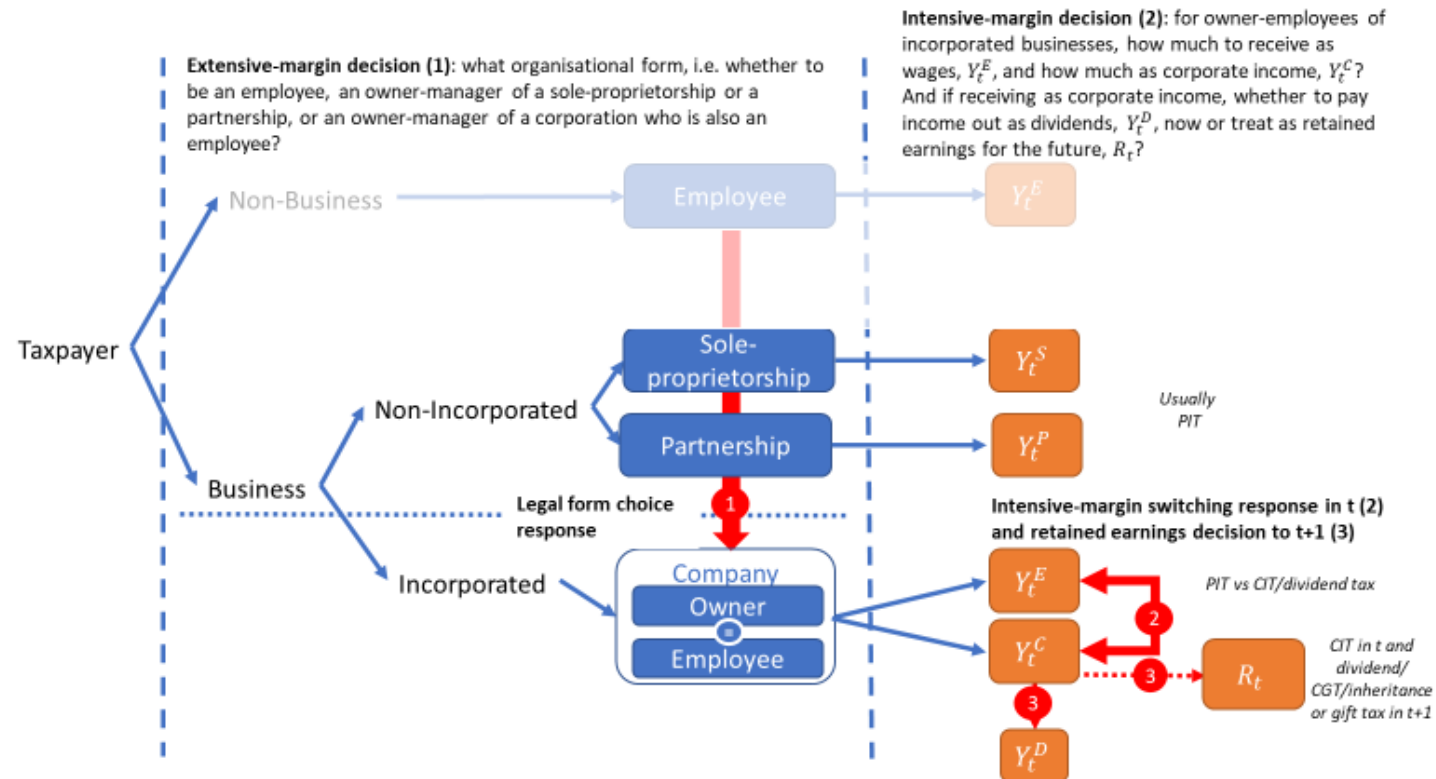 Extensive-margin decision (1): what organisational form, i.e. whether to
be an employee, an owner-manager of a sole-proprietorship or a
partnership, or an owner-manager of a corporation who is also an
employee?
Intensive-margin decision (2): for owner-employees of
incorporated businesses, how much to receive as
wages, Y_t^E, and how much as corporate income, Y_t^C?
And if receiving as corporate income, whether to pay
income out as dividends, Y_t^D, now or treat as retained
earnings for the future, R_t?
Non-Business
Employee
Y_t^E
Taxpayer
Sole-
proprietorship
Y_t^S
Non-Incorporated
Usually
PIT
Partnership
Y_t^P
Business
Legal form choice
response
1
Intensive-margin switching response in t (2)
and retained earnings decision to t+1 (3)
Incorporated
Company
Owner
=
Employee
Y_t^E
PIT vs CIT/dividend tax
2
Y_t^C
3
R_t
CIT in t and
dividend/
CGT/inheritance
or gift tax in t+1
3
Y_t^D